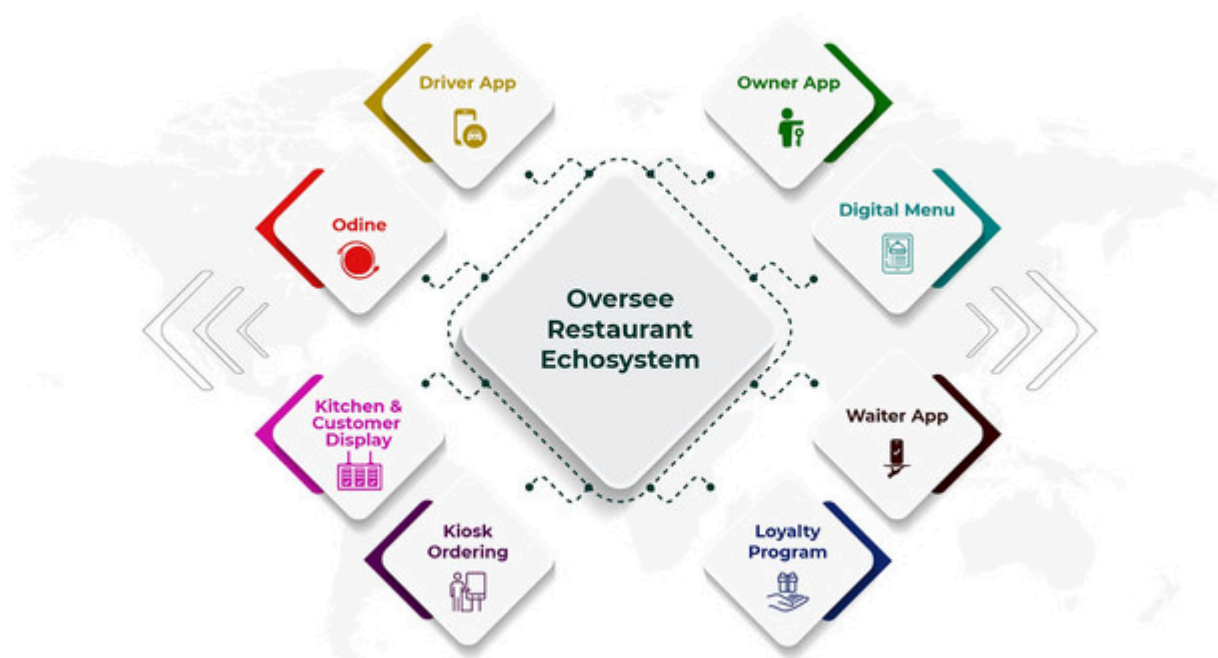 Driver App
Owner App
Odine
Digital Menu
Oversee
Restaurant
Echosystem
Kitchen &
Customer
Display
Waiter App
Kiosk
Ordering
Loyalty
Program